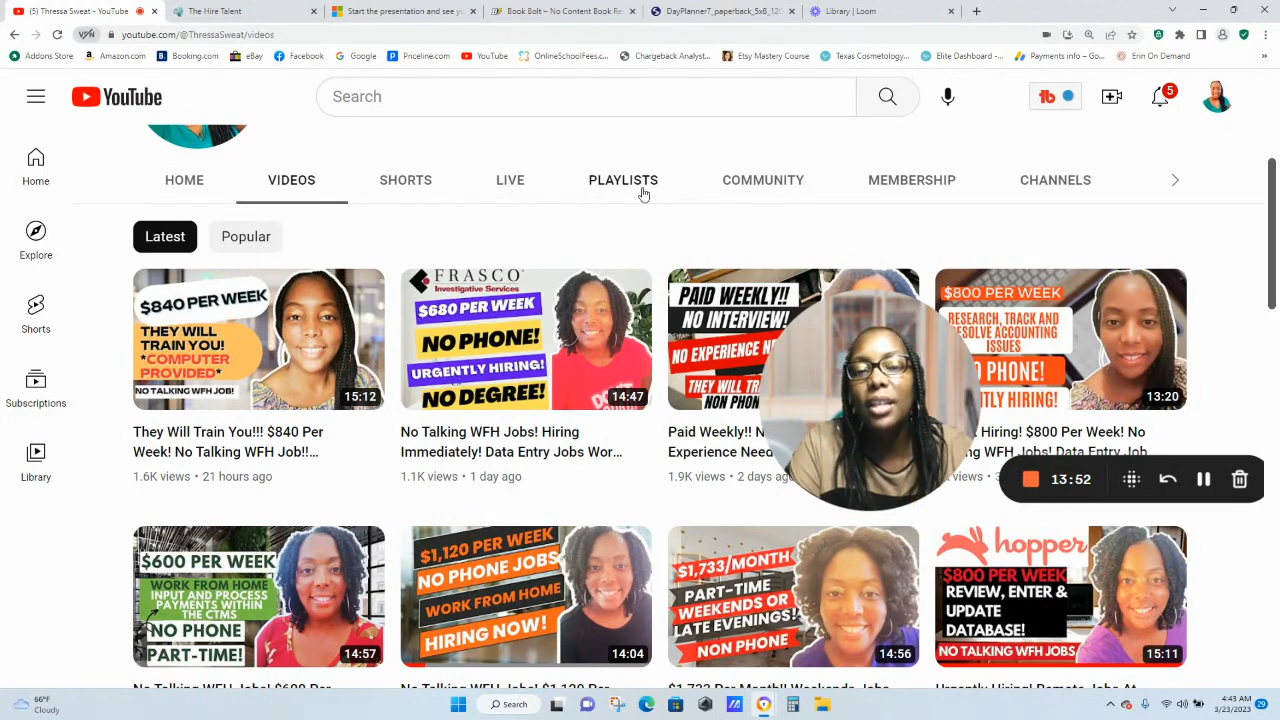 (1) Videos
The Hire Talent
Start the presentation and see yo
Book Bolt – No Content Book Re
DayPlanner7_paperback_5x8_120
Library | Loom
VPN
youtube.com/@ThressaSweat/videos
Addons Store
Amazon.com
Booking.com
eBay
Facebook
Google
Priceline.com
YouTube
OnlineSchoolFees.c...
Chargeback Analyst...
Etsy Mastery Course
Texas Cosmetology...
Elite Dashboard -...
Payments info – Go...
Erin On Demand
YouTube
Search
5
HOME
VIDEOS
SHORTS
LIVE
PLAYLISTS
COMMUNITY
MEMBERSHIP
CHANNELS
Home
Explore
Shorts
Subscriptions
Library
Latest
Popular
$840 PER WEEK
THEY WILL
TRAIN YOU!
*COMPUTER
PROVIDED*
NO TALKING WFH JOB!
15:12
They Will Train You!!! $840 Per
Week! No Talking WFH Job!!...
1.6K views • 21 hours ago
FRASCO
Investigative Services
$680 PER WEEK
NO PHONE!
URGENTLY HIRING!
NO DEGREE!
14:47
No Talking WFH Jobs! Hiring
Immediately! Data Entry Jobs Wor...
1.1K views • 1 day ago
PAID WEEKLY!!
NO INTERVIEW!
NO EXPERIENCE
THEY WILL
NON PHON
Paid Weekly!!
Experience Need
1.9K views • 2 days
$800 PER WEEK
RESEARCH, TRACK AND
RESOLVE ACCOUNTING
ISSUES
PHONE!
URGENTLY HIRING!
13:20
Hiring! $800 Per Week! No
WFH Jobs! Data Entry Job
views
13:52
$600 PER WEEK
WORK FROM HOME
INPUT AND PROCESS
PAYMENTS WITHIN
THE CTMS
NO PHONE
PART-TIME!
14:57
$1,120 PER WEEK
NO PHONE JOBS
WORK FROM HOME
HIRING NOW!
14:04
$1,733/MONTH
PART-TIME
WEEKENDS OR
LATE EVENINGS!
NON PHONE
14:56
hopper
$800 PER WEEK
REVIEW, ENTER &
UPDATE
DATABASE!
NO TALKING WFH JOBS
15:11
66°F
Cloudy
Search
4:43 AM
3/23/2023
29